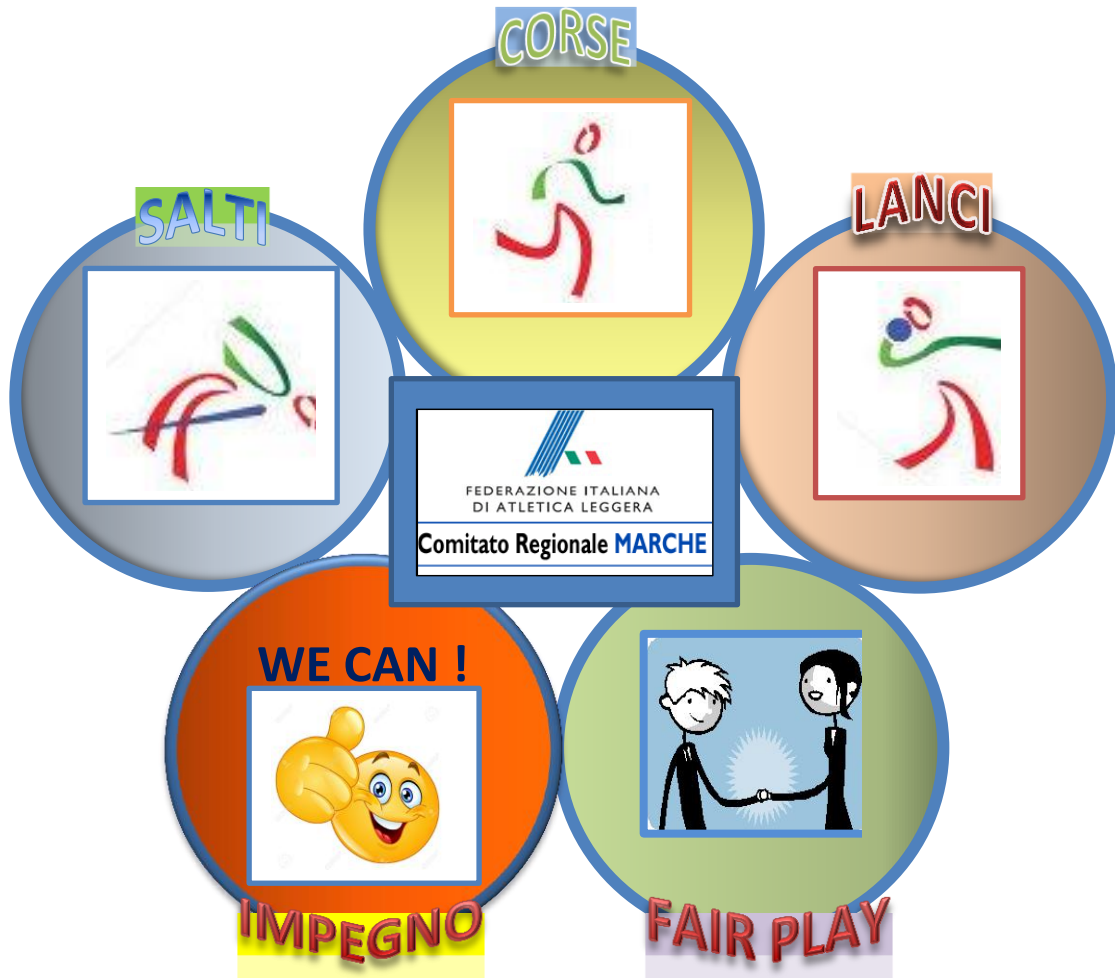 CORSE
SALTI
LANCI
FEDERAZIONE ITALIANA
DI ATLETICA LEGGERA
Comitato Regionale MARCHE
WE CAN !
IMPEGNO
FAIR PLAY